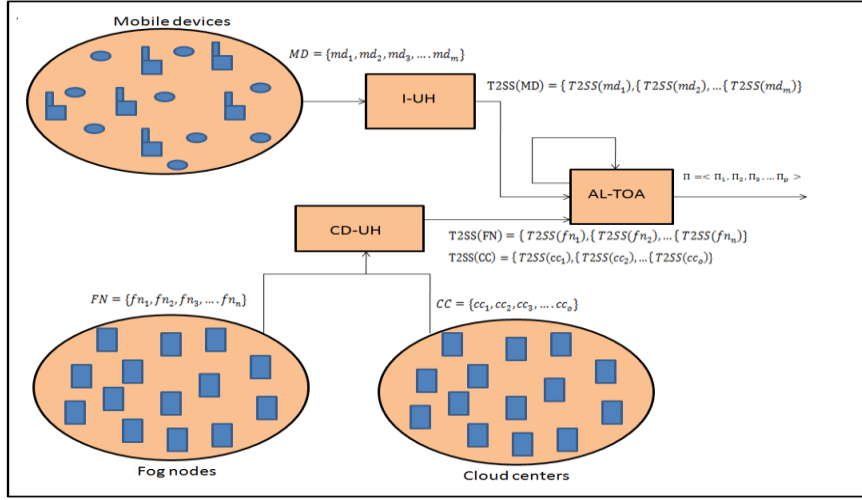 Mobile devices
MD = {md₁, md₂, md₃, …. mdₘ}
I-UH
T2SS(MD) = { T2SS(md₁),{ T2SS(md₂), …{ T2SS(mdₘ)}
AL-TOA
Π =< Π₁, Π₂, Π₃, … Πₚ >
CD-UH
T2SS(FN) = { T2SS(fn₁),{ T2SS(fn₂), …{ T2SS(fnₙ)}
T2SS(CC) = { T2SS(cc₁),{ T2SS(cc₂), …{ T2SS(ccₒ)}
FN = {fn₁, fn₂, fn₃, …. fnₙ}
CC = {cc₁, cc₂, cc₃, …. ccₒ}
Fog nodes
Cloud centers